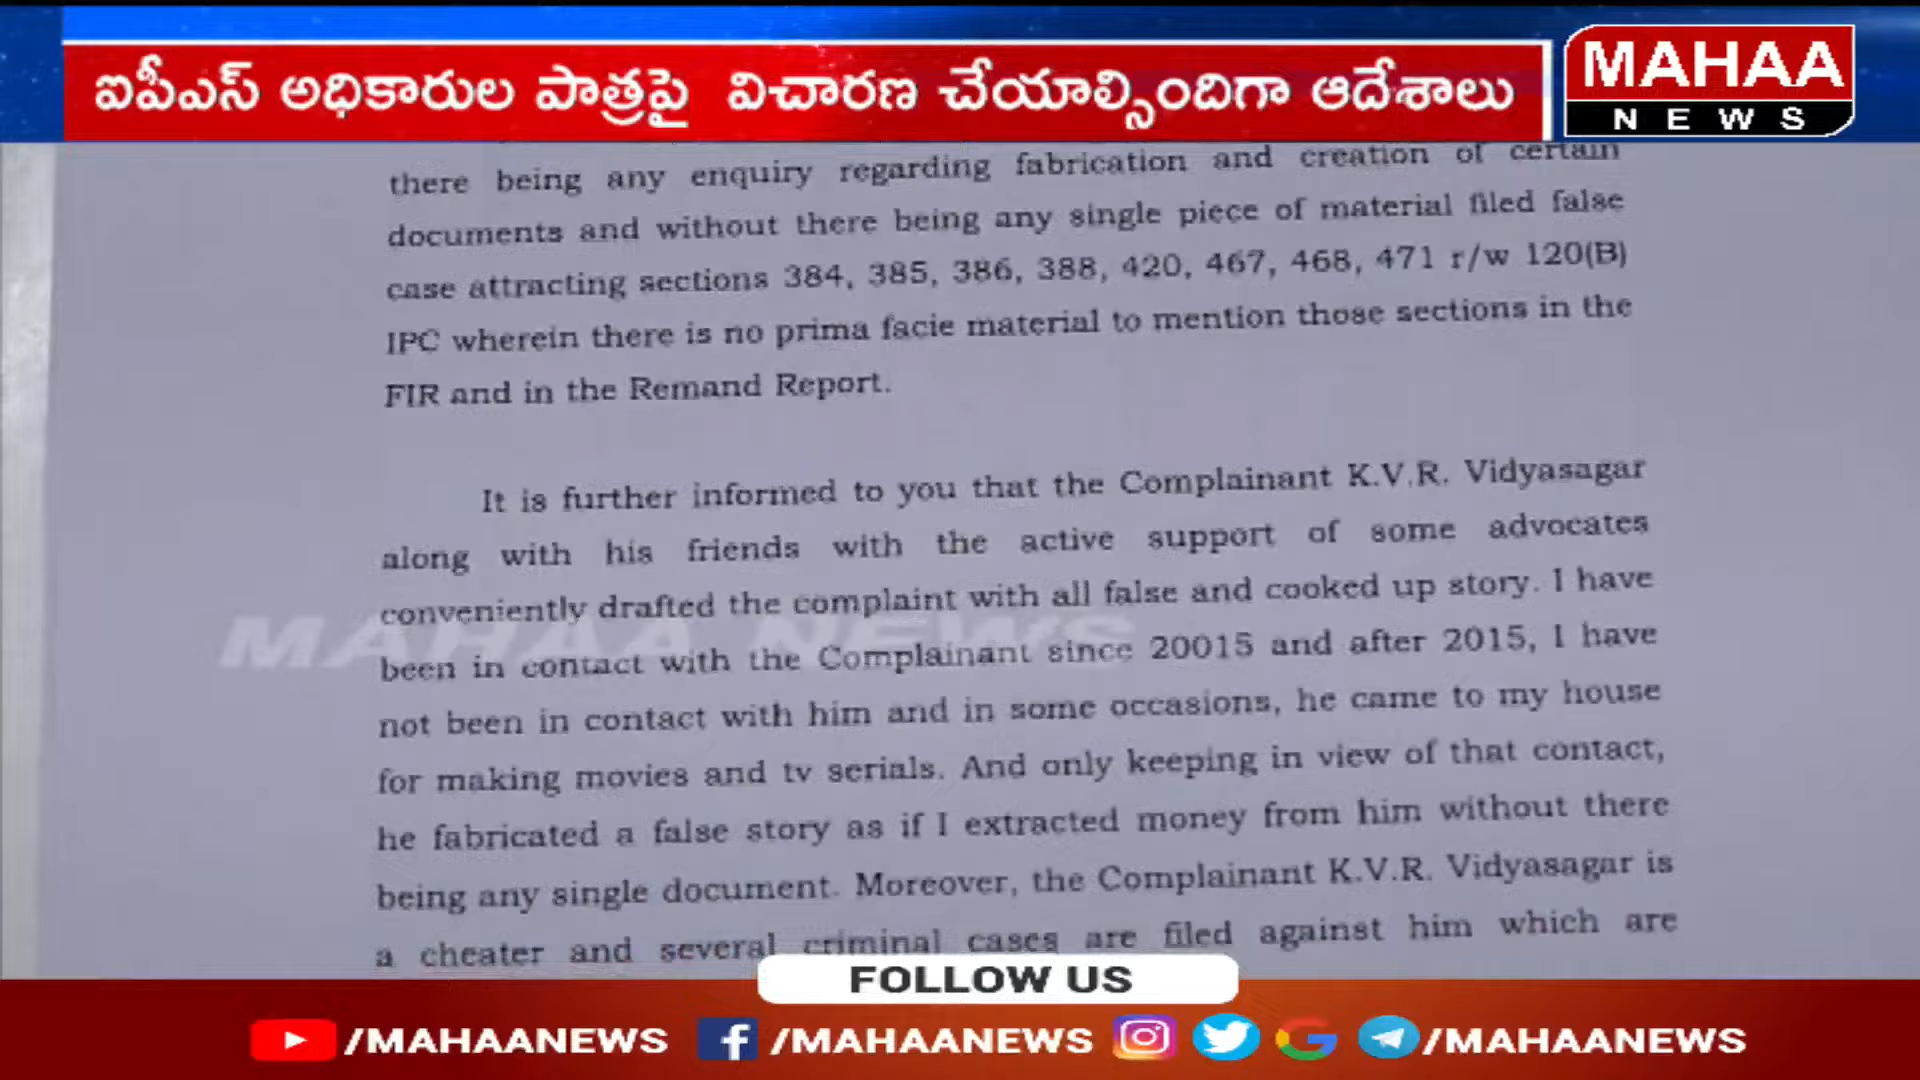 ఐపీఎస్ అధికారుల పాత్రపై విచారణ చేయాల్సిందిగా ఆదేశాలు
MAHAA
NEWS
there being any enquiry regarding fabrication and creation of certain
documents and without there being any single piece of material filed false
case attracting sections 384, 385, 386, 388, 420, 467, 468, 471 r/w 120(B)
IPC wherein there is no prima facie material to mention those sections in the
FIR and in the Remand Report.
It is further informed to you that the Complainant K.V.R. Vidyasagar
along with his friends with the active support of some advocates
conveniently drafted the complaint with all false and cooked up story. I have
been in contact with the Complainant since 20015 and after 2015, I have
not been in contact with him and in some occasions, he came to my house
for making movies and tv serials. And only keeping in view of that contact,
he fabricated a false story as if I extracted money from him without there
being any single document. Moreover, the Complainant K.V.R. Vidyasagar is
a cheater and several criminal cases are filed against him which are
MAHAA NEWS
FOLLOW US
/MAHAANEWS /MAHAANEWS /MAHAANEWS